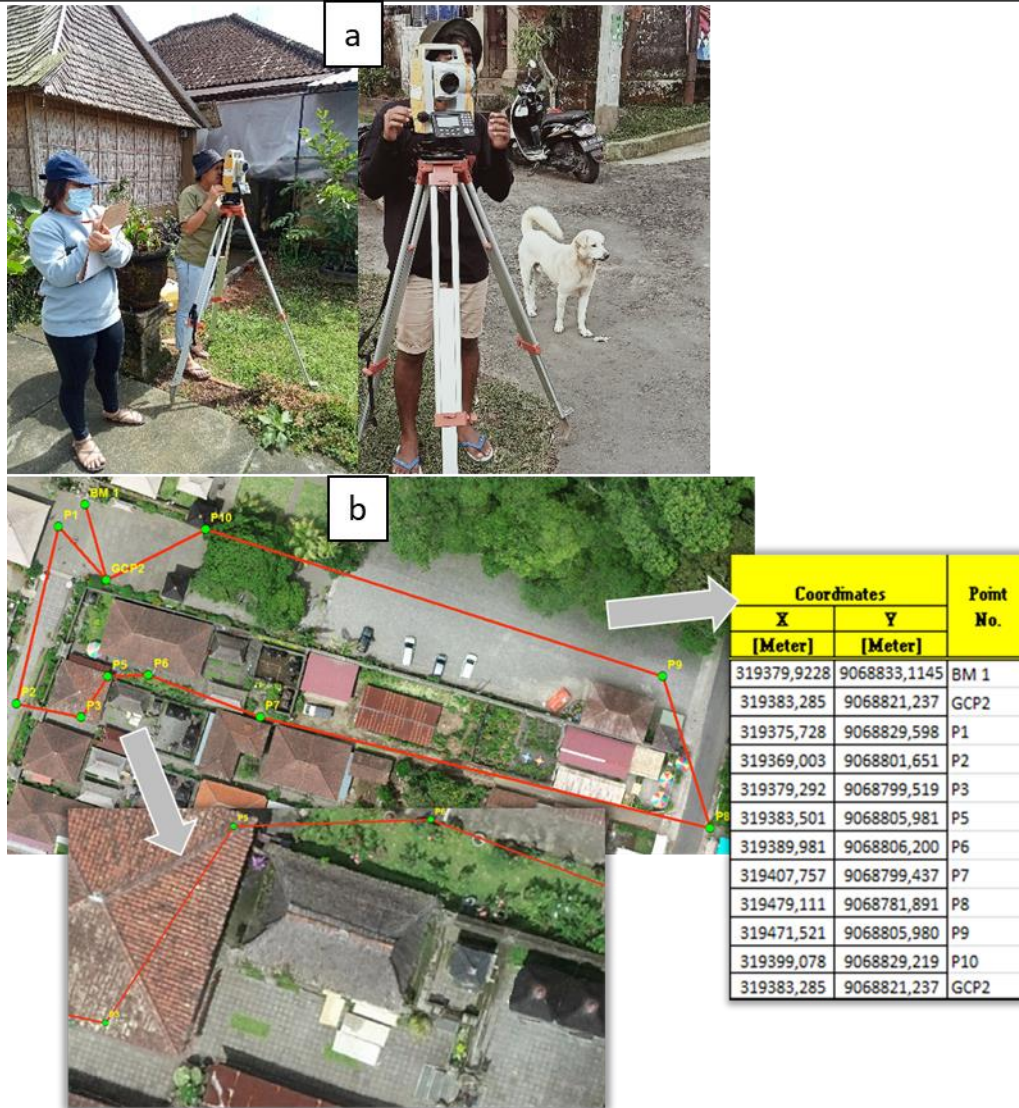 a
b
BM 1
P1
P10
GCP2
P5
P6
P9
P2
P3
P7
P8
P5
Coordinates Point No.
X Y
[Meter] [Meter]
319379,9228 9068833,1145 BM 1
319383,285 9068821,237 GCP2
319375,728 9068829,598 P1
319369,003 9068801,651 P2
319379,292 9068799,519 P3
319383,501 9068805,981 P5
319389,981 9068806,200 P6
319407,757 9068799,437 P7
319479,111 9068781,891 P8
319471,521 9068805,980 P9
319399,078 9068829,219 P10
319383,285 9068821,237 GCP2